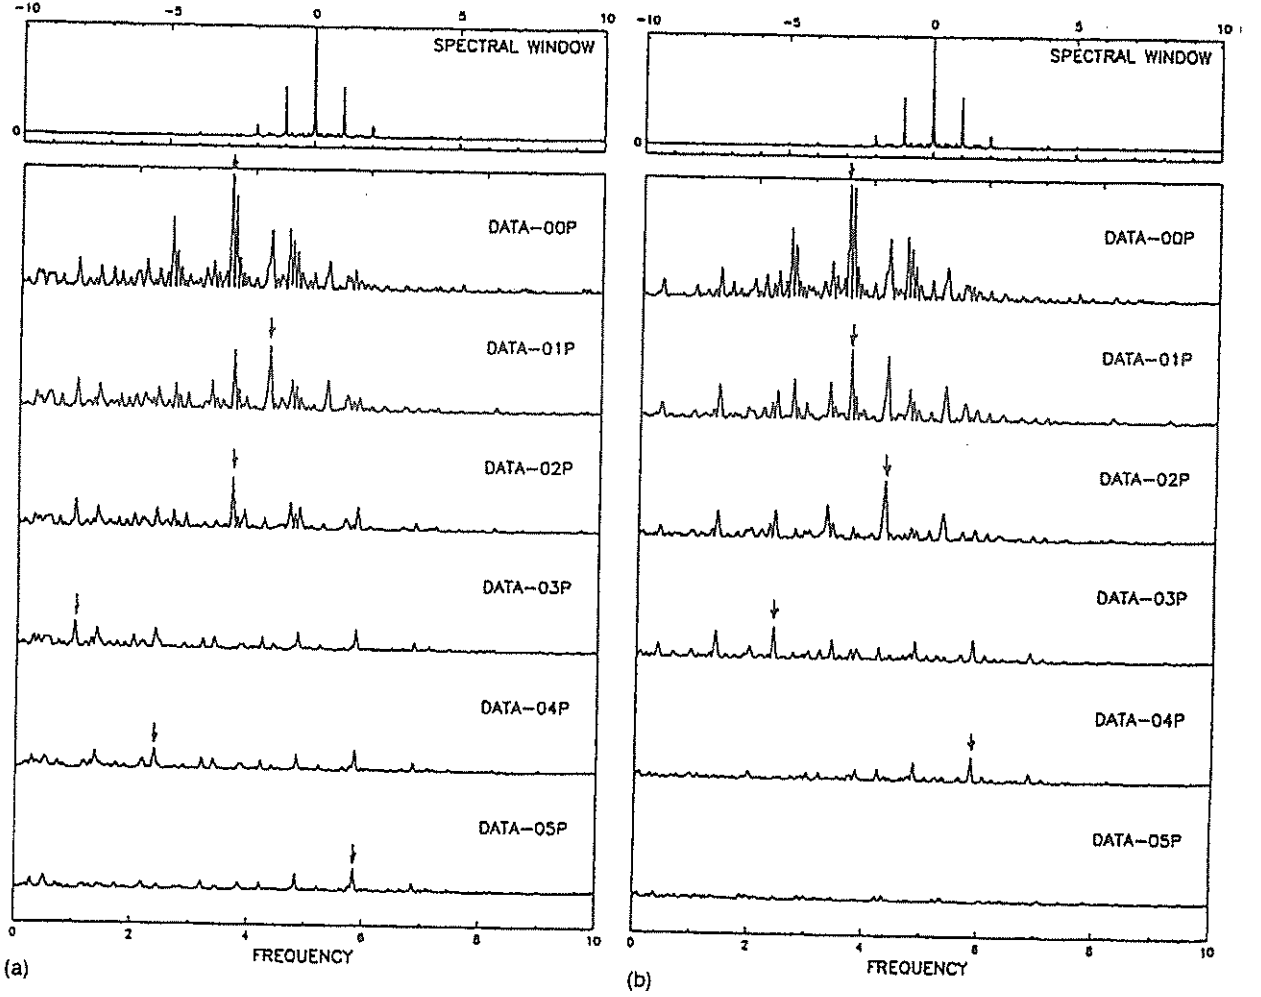 -10 -5 0 5 10
SPECTRAL WINDOW
0
DATA-00P
DATA-01P
DATA-02P
DATA-03P
DATA-04P
DATA-05P
0 2 4 6 8 10
FREQUENCY
(a)
-10 -5 0 5 10
SPECTRAL WINDOW
0
DATA-00P
DATA-01P
DATA-02P
DATA-03P
DATA-04P
DATA-05P
0 2 4 6 8 10
FREQUENCY
(b)